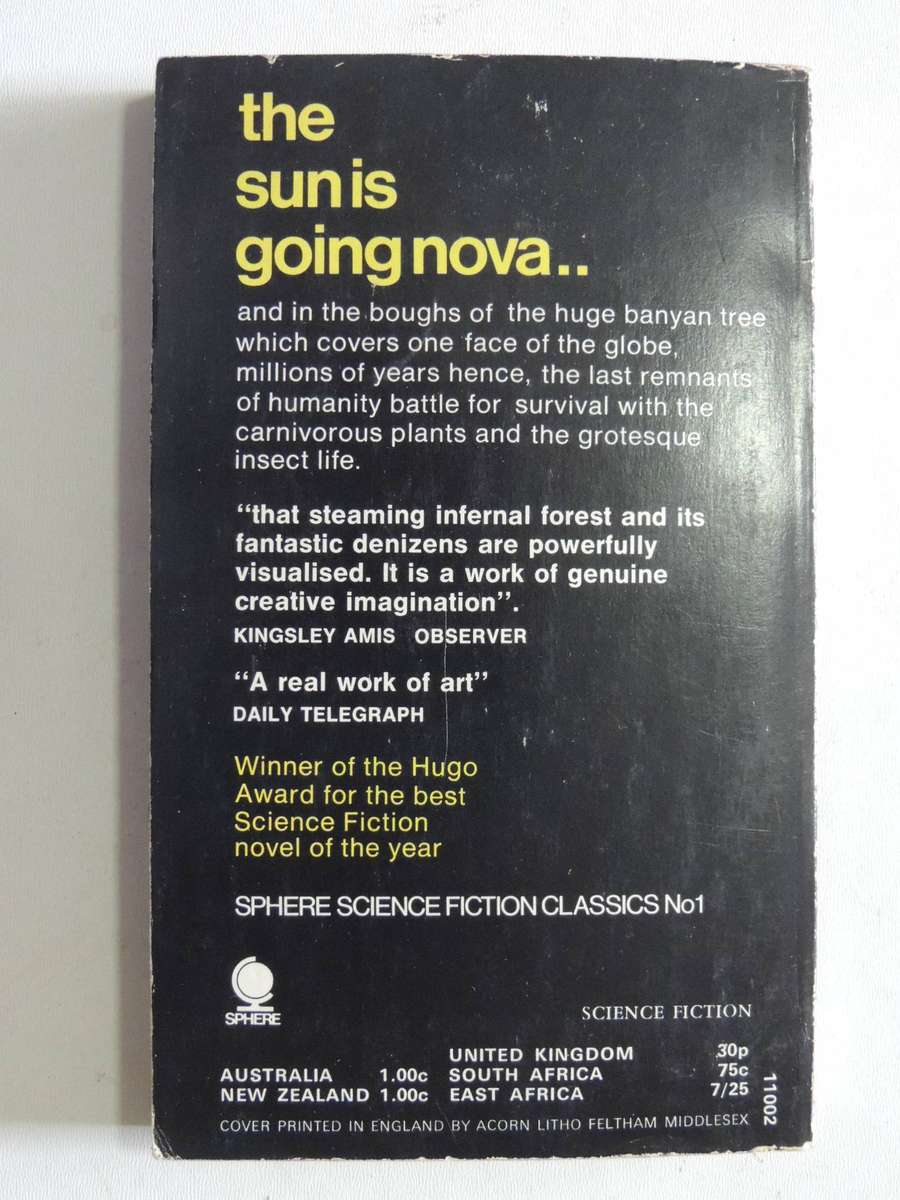 the
sun is
going nova..
and in the boughs of the huge banyan tree
which covers one face of the globe,
millions of years hence, the last remnants
of humanity battle for survival with the
carnivorous plants and the grotesque
insect life.
"that steaming infernal forest and its
fantastic denizens are powerfully
visualised. It is a work of genuine
creative imagination".
KINGSLEY AMIS OBSERVER
"A real work of art"
DAILY TELEGRAPH
Winner of the Hugo
Award for the best
Science Fiction
novel of the year
SPHERE SCIENCE FICTION CLASSICS No1
SPHERE
SCIENCE FICTION
UNITED KINGDOM 30p
AUSTRALIA 1.00c SOUTH AFRICA 75c
NEW ZEALAND 1.00c EAST AFRICA 7/25
11002
COVER PRINTED IN ENGLAND BY ACORN LITHO FELTHAM MIDDLESEX